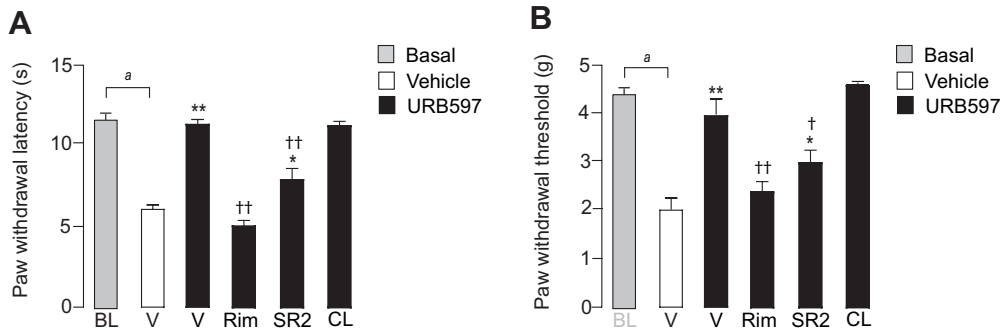 A
Paw withdrawal latency (s)
15
10
5
0
a
**
††
††
*
BL V V Rim SR2 CL
Basal
Vehicle
URB597
B
Paw withdrawal threshold (g)
5
4
3
2
1
0
a
**
††
†
*
BL V V Rim SR2 CL
Basal
Vehicle
URB597